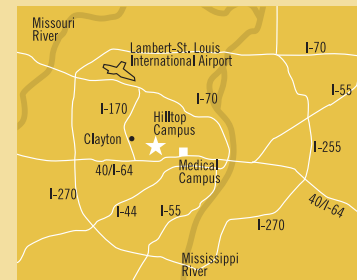 Missouri
River
Lambert-St. Louis
International Airport
I-70
I-55
I-170
I-70
Hilltop
Campus
Clayton
I-255
40/I-64
Medical
Campus
I-270
I-44
I-55
I-270
40/I-64
Mississippi
River